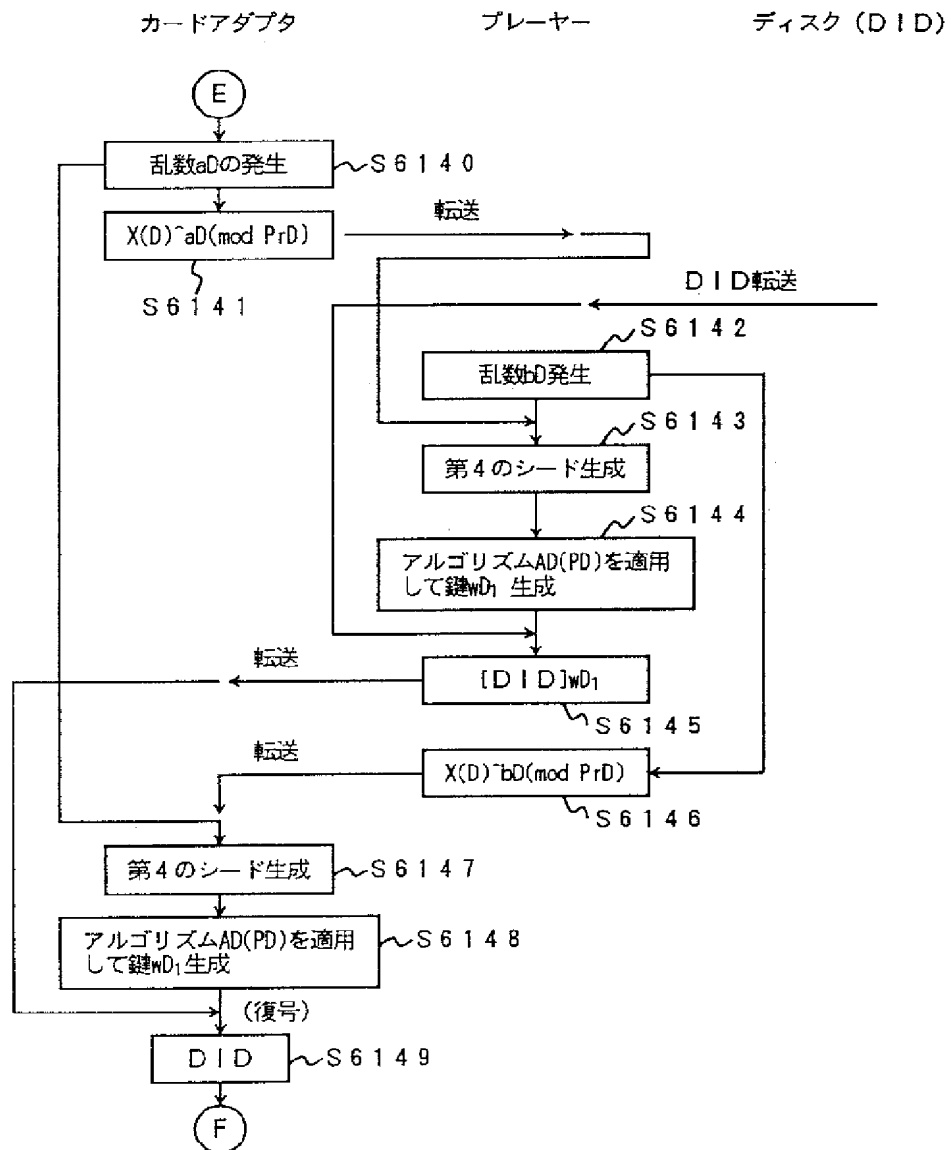 カードアダプタ
プレーヤー
ディスク(DID)
E
乱数aDの発生
S6140
X(D)^aD(mod PrD)
転送
S6141
DID転送
S6142
乱数bD発生
S6143
第4のシード生成
S6144
アルゴリズムAD(PD)を適用
して鍵wD₁ 生成
転送
[DID]wD₁
S6145
転送
X(D)^bD(mod PrD)
S6146
第4のシード生成
S6147
アルゴリズムAD(PD)を適用
して鍵wD₁生成
S6148
(復号)
DID
S6149
F